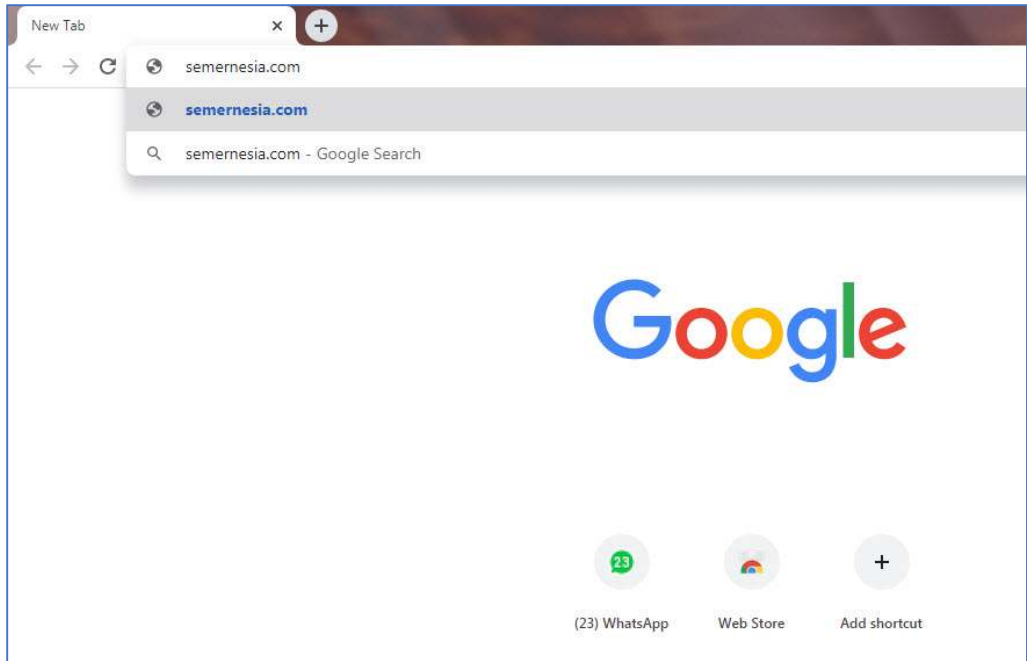 New Tab
semernesia.com
semernesia.com
semernesia.com - Google Search
Google
23
(23) WhatsApp Web Store Add shortcut